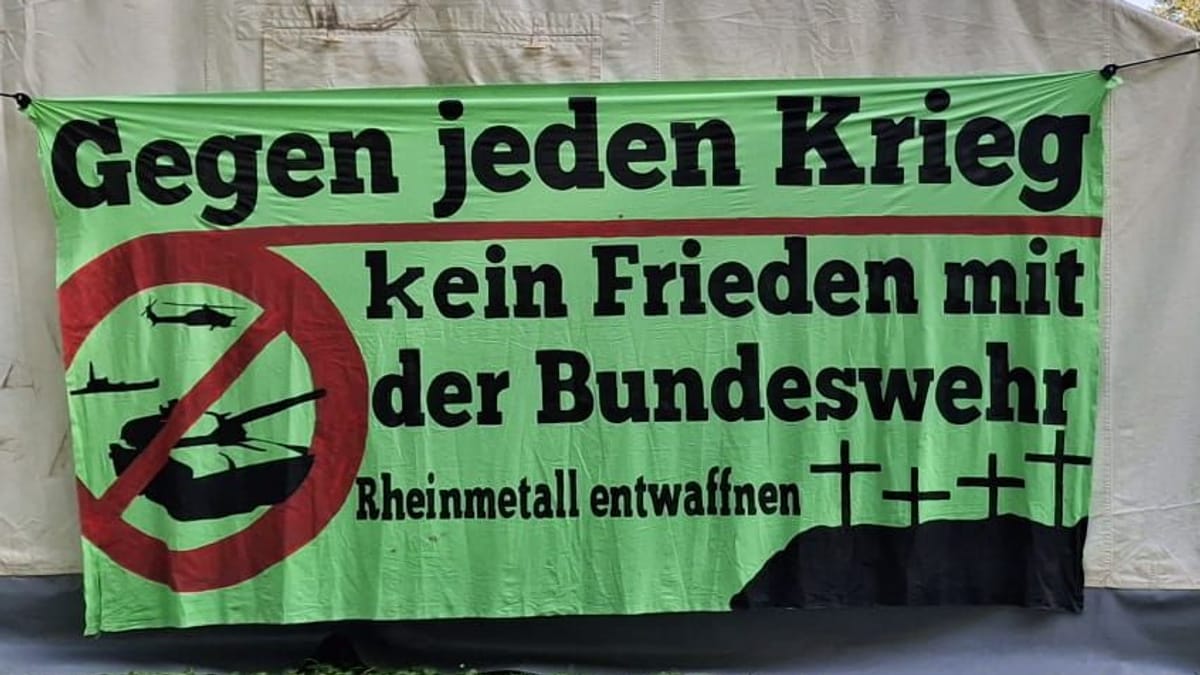 Gegen jeden Krieg
kein Frieden mit
der Bundeswehr
Rheinmetall entwaffnen